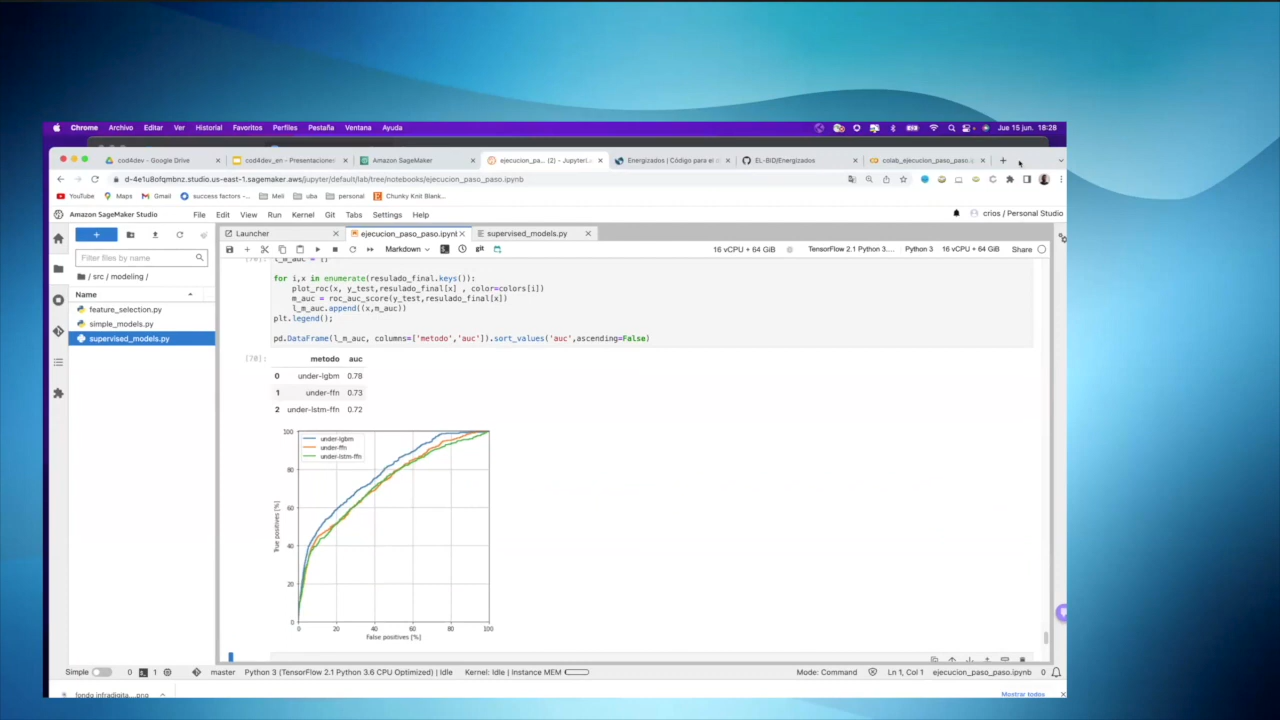 Chrome Archivo Editar Ver Historial Favoritos Perfiles Pestaña Ventana Ayuda Jue 15 jun. 18:28
cod4dev - Google Drive cod4dev_en - Presentaciones Amazon SageMaker ejecucion_pa... (2) - JupyterL Energizados | Código para el d EL-BID/Energizados colab_ejecucion_paso_paso.i
d-4e1u8ofqmbnz.studio.us-east-1.sagemaker.aws/jupyter/default/lab/tree/notebooks/ejecucion_paso_paso.ipynb
YouTube Maps Gmail success factors -... Meli uba personal Chunky Knit Blank...
Amazon SageMaker Studio File Edit View Run Kernel Git Tabs Settings Help crios / Personal Studio
Launcher ejecucion_paso_paso.ipynb supervised_models.py
Markdown git 16 vCPU + 64 GiB TensorFlow 2.1 Python 3... Python 3 16 vCPU + 64 GiB Share
Filter files by name
/ src / modeling /
Name
feature_selection.py
simple_models.py
supervised_models.py
[70] l_m_auc = []
for i,x in enumerate(resulado_final.keys()):
plot_roc(x, y_test,resulado_final[x] , color=colors[i])
m_auc = roc_auc_score(y_test,resulado_final[x])
l_m_auc.append((x,m_auc))
plt.legend();
pd.DataFrame(l_m_auc, columns=['metodo','auc']).sort_values('auc',ascending=False)
[70]: metodo auc
0 under-lgbm 0.78
1 under-ffn 0.73
2 under-lstm-ffn 0.72
under-lgbm
under-ffn
under-lstm-ffn
100
80
60
40
20
0
True positives [%]
0 20 40 60 80 100
False positives [%]
Simple 0 1 master Python 3 (TensorFlow 2.1 Python 3.6 CPU Optimized) | Idle Kernel: Idle | Instance MEM Mode: Command Ln 1, Col 1 ejecucion_paso_paso.ipynb 0
fondo infradigita....png Mostrar todos